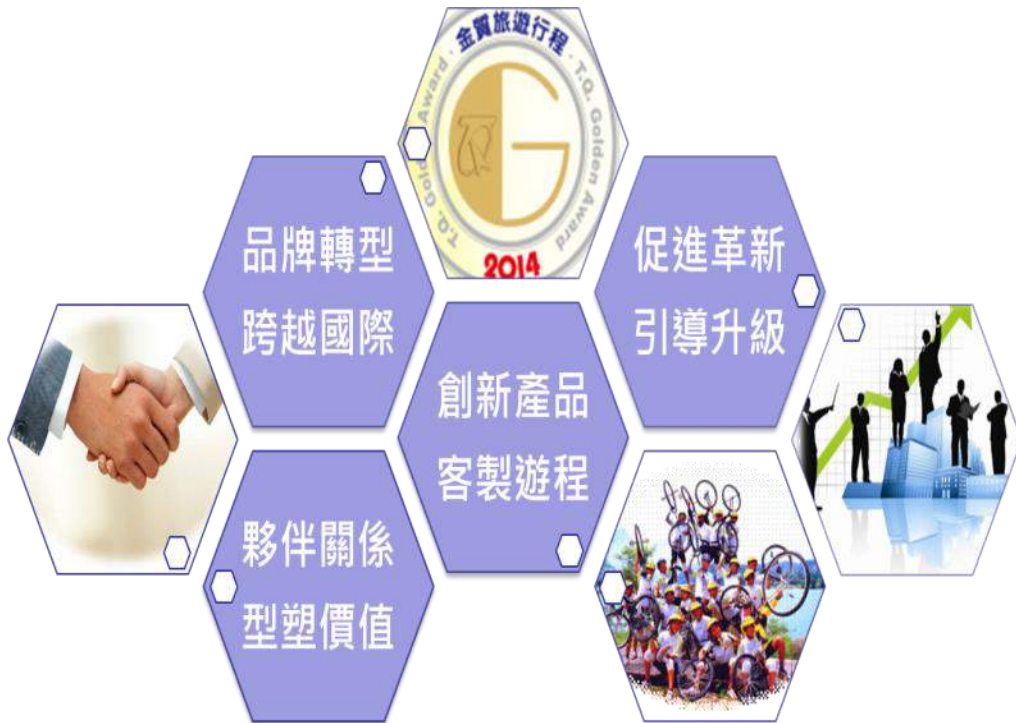 金質旅遊行程
T.Q. Golden Award
T.Q. Golden Award
2014
品牌轉型
跨越國際
促進革新
引導升級
創新產品
客製遊程
夥伴關係
型塑價值